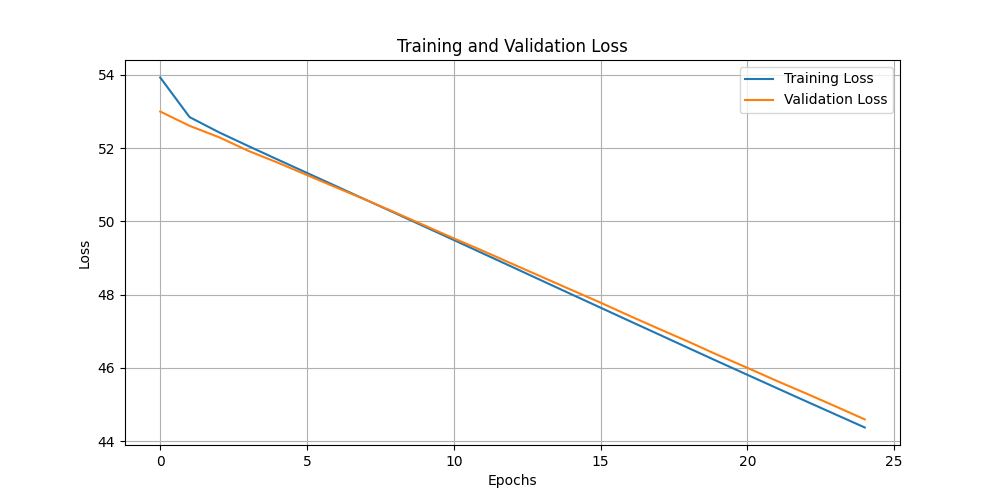 Training and Validation Loss
Training Loss
Validation Loss
54
52
50
48
46
44
Loss
0 5 10 15 20 25
Epochs